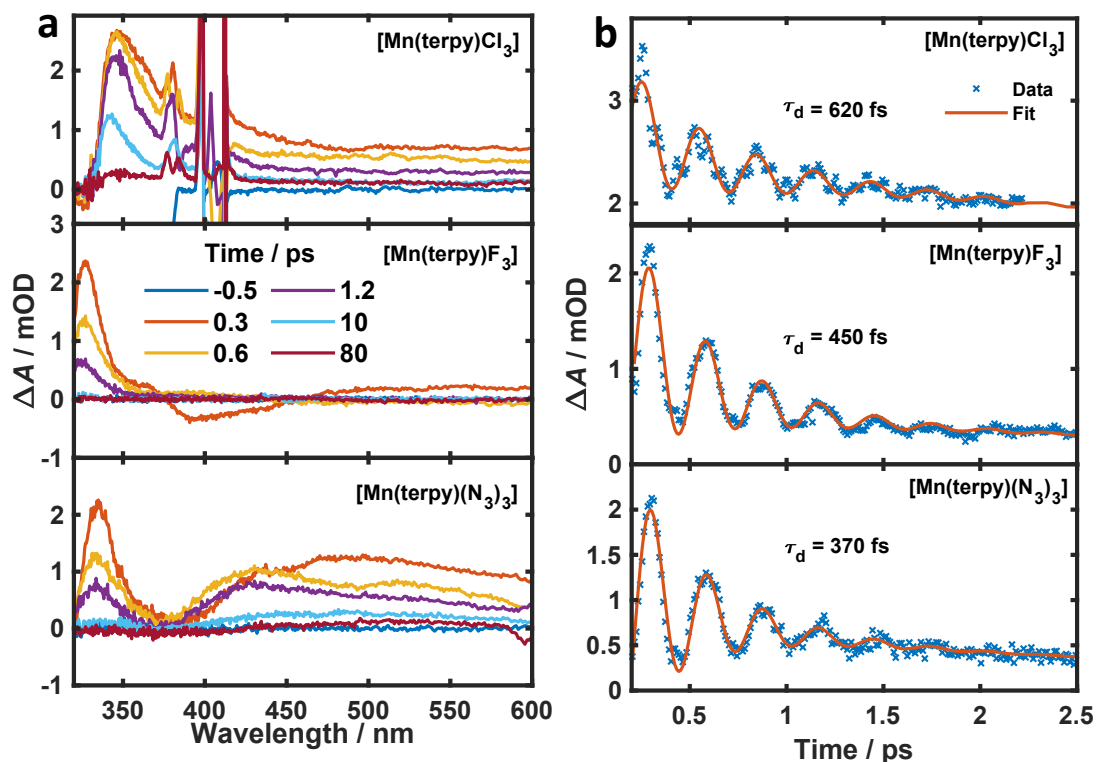 a
[Mn(terpy)Cl3]
2
1
0
3
Time / ps
[Mn(terpy)F3]
-0.5
1.2
0.3
10
0.6
80
2
1
0
-1
[Mn(terpy)(N3)3]
2
1
0
-1
350 400 450 500 550 600
Wavelength / nm
ΔA / mOD
b
[Mn(terpy)Cl3]
Data
Fit
τd = 620 fs
3
2
[Mn(terpy)F3]
τd = 450 fs
2
1
0
[Mn(terpy)(N3)3]
τd = 370 fs
2
1.5
1
0.5
0
0.5 1 1.5 2 2.5
Time / ps
ΔA / mOD